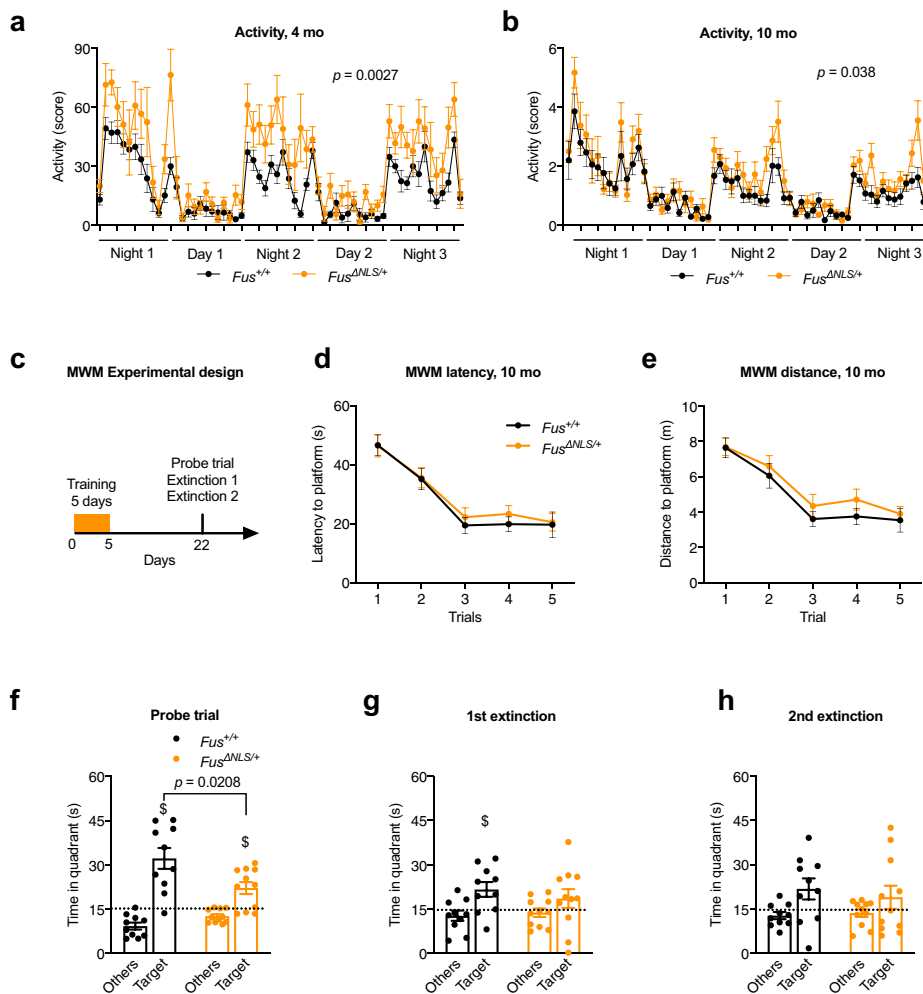 a
Activity, 4 mo
p = 0.0027
Activity (score)
90
60
30
0
Night 1 Day 1 Night 2 Day 2 Night 3
Fus+/+ FusΔNLS/+
b
Activity, 10 mo
p = 0.038
Activity (score)
6
4
2
0
Night 1 Day 1 Night 2 Day 2 Night 3
Fus+/+ FusΔNLS/+
c
MWM Experimental design
Training
5 days
Probe trial
Extinction 1
Extinction 2
0 5 22
Days
d
MWM latency, 10 mo
Fus+/+
FusΔNLS/+
Latency to platform (s)
60
40
20
0
1 2 3 4 5
Trials
e
MWM distance, 10 mo
Distance to platform (m)
10
8
6
4
2
0
1 2 3 4 5
Trial
f
Probe trial
Fus+/+
FusΔNLS/+
p = 0.0208
$
$
Time in quadrant (s)
60
45
30
15
0
Others Target Others Target
g
1st extinction
$
Time in quadrant (s)
60
45
30
15
0
Others Target Others Target
h
2nd extinction
Time in quadrant (s)
60
45
30
15
0
Others Target Others Target